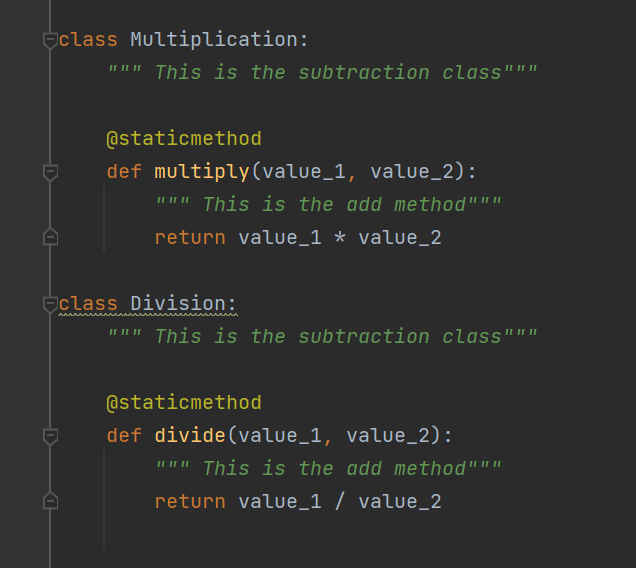 class Multiplication:
    """ This is the subtraction class"""

    @staticmethod
    def multiply(value_1, value_2):
        """ This is the add method"""
        return value_1 * value_2

class Division:
    """ This is the subtraction class"""

    @staticmethod
    def divide(value_1, value_2):
        """ This is the add method"""
        return value_1 / value_2